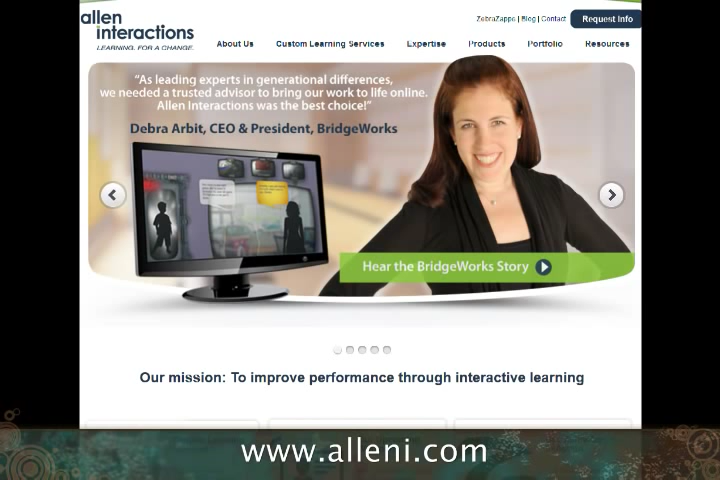 allen
interactions
LEARNING. FOR A CHANGE.
ZebraZapps | Blog | Contact
Request Info
About Us
Custom Learning Services
Expertise
Products
Portfolio
Resources
“As leading experts in generational differences,
we needed a trusted advisor to bring our work to life online.
Allen Interactions was the best choice!”
Debra Arbit, CEO & President, BridgeWorks
Hear the BridgeWorks Story
Our mission: To improve performance through interactive learning
www.alleni.com